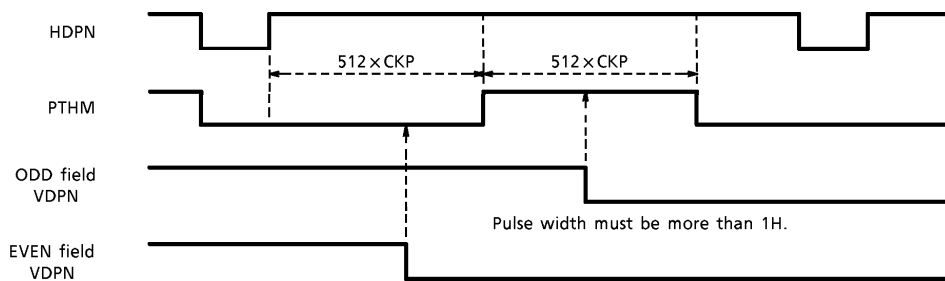 HDPN
512×CKP
512×CKP
PTHM
ODD field
VDPN
Pulse width must be more than 1H.
EVEN field
VDPN